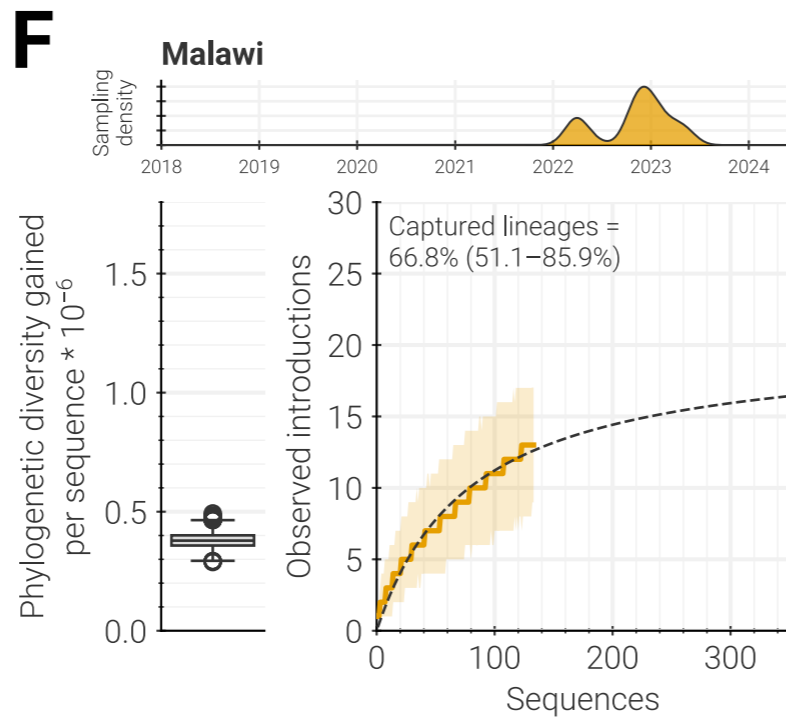 F
Malawi
Sampling
density
2018 2019 2020 2021 2022 2023 2024
Phylogenetic diversity gained
per sequence * 10⁻⁶
1.5
1.0
0.5
0.0
Observed introductions
30
25
20
15
10
5
0
Captured lineages =
66.8% (51.1–85.9%)
0 100 200 300
Sequences